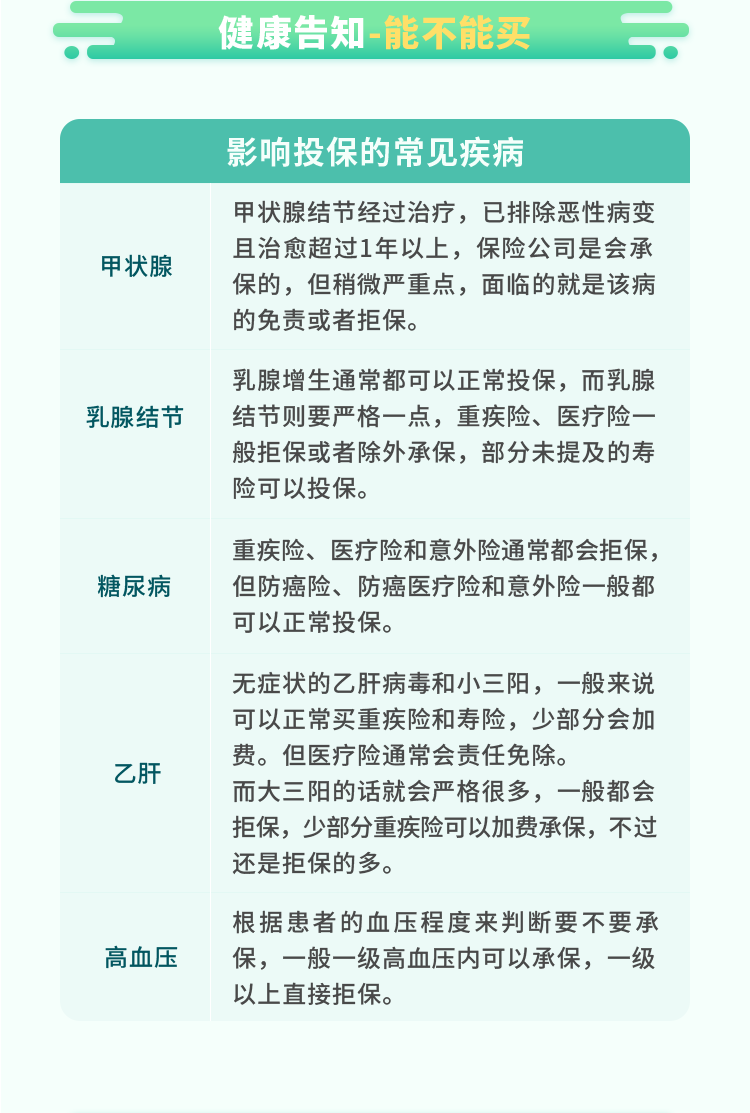 健康告知-能不能买
影响投保的常见疾病
甲状腺
甲状腺结节经过治疗，已排除恶性病变
且治愈超过1年以上，保险公司是会承
保的，但稍微严重点，面临的就是该病
的免责或者拒保。
乳腺结节
乳腺增生通常都可以正常投保，而乳腺
结节则要严格一点，重疾险、医疗险一
般拒保或者除外承保，部分未提及的寿
险可以投保。
糖尿病
重疾险、医疗险和意外险通常都会拒保，
但防癌险、防癌医疗险和意外险一般都
可以正常投保。
乙肝
无症状的乙肝病毒和小三阳，一般来说
可以正常买重疾险和寿险，少部分会加
费。但医疗险通常会责任免除。
而大三阳的话就会严格很多，一般都会
拒保，少部分重疾险可以加费承保，不过
还是拒保的多。
高血压
根据患者的血压程度来判断要不要承
保，一般一级高血压内可以承保，一级
以上直接拒保。